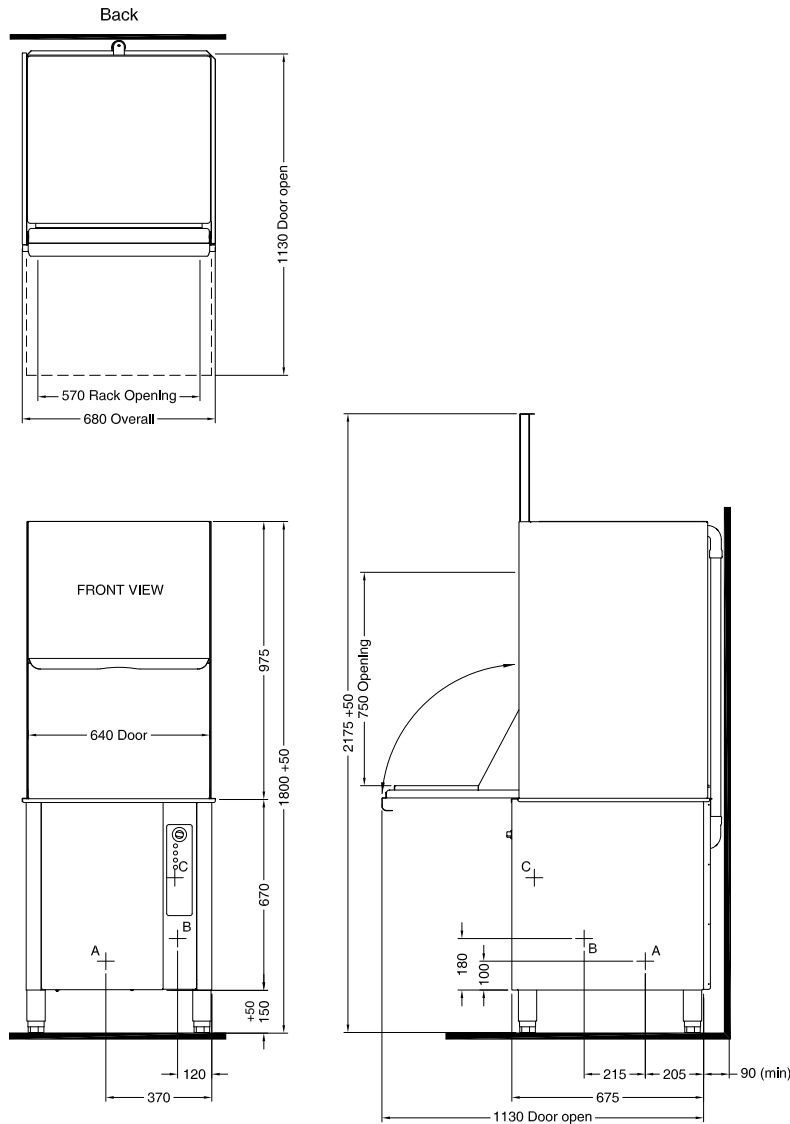 Back
1130 Door open
570 Rack Opening
680 Overall
FRONT VIEW
640 Door
975
1800 +50
670
C
B
A
+50
150
120
370
2175 +50
750 Opening
C
B
A
180
100
215
205
90 (min)
675
1130 Door open